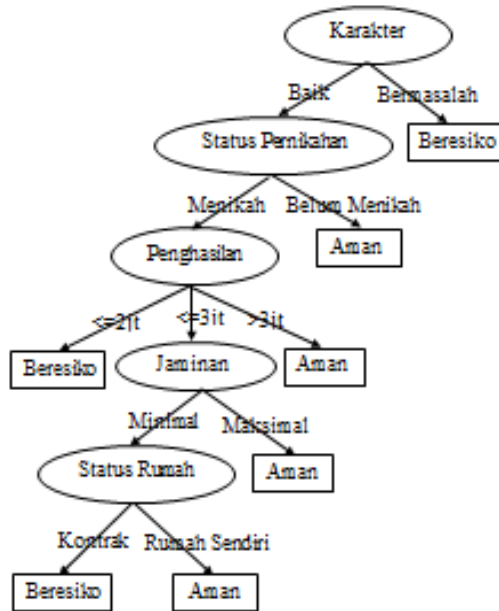 Karakter
Baik
Bermasalah
Status Pernikahan
Beresiko
Menikah
Belum Menikah
Penghasilan
Aman
<=2jt
<=3jt
>3jt
Beresiko
Jaminan
Aman
Minimal
Maksimal
Status Rumah
Aman
Kontrak
Rumah Sendiri
Beresiko
Aman